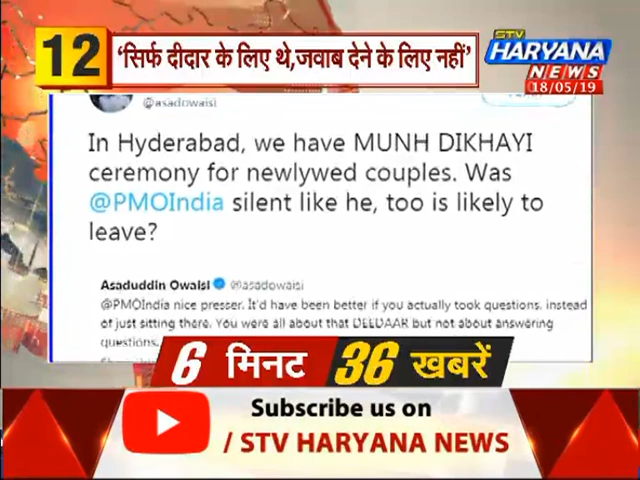 12
‘सिर्फ दीदार के लिए थे,जवाब देने के लिए नहीं’
STV
HARYANA
NEWS
18/05/19
@asadowaisi
In Hyderabad, we have MUNH DIKHAYI
ceremony for newlywed couples. Was
@PMOIndia silent like he, too is likely to
leave?
Asaduddin Owaisi @asadowaisi
@PMOIndia nice presser. It'd have been better if you actually took questions, instead
of just sitting there. You were all about that DEEDAAR but not about answering
questions.
6 मिनट 36 खबरें
Subscribe us on
/ STV HARYANA NEWS